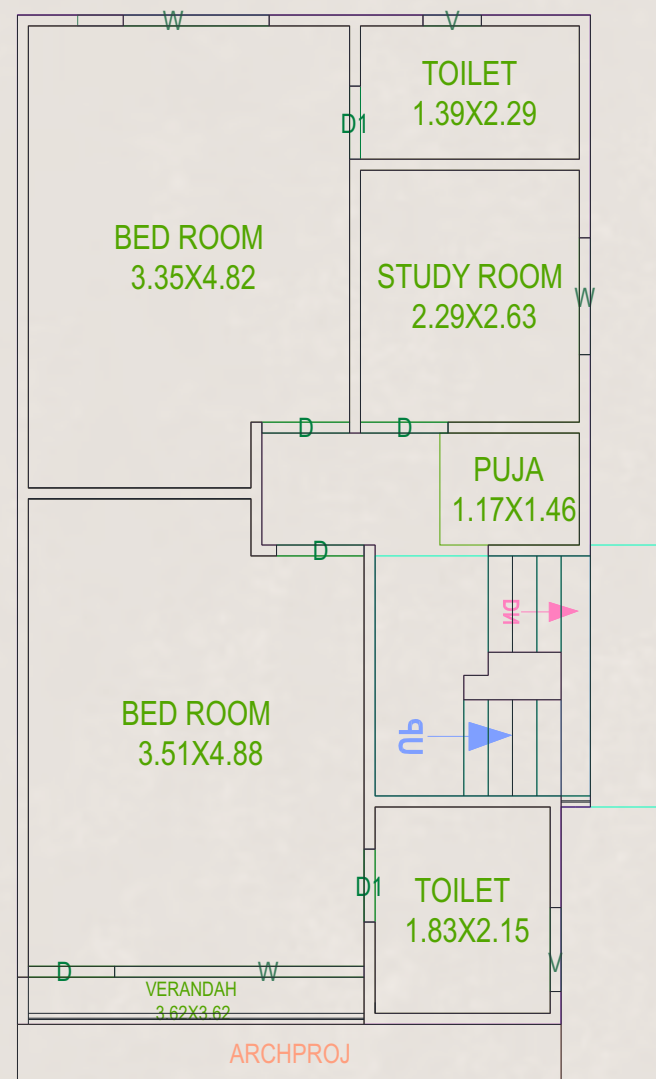 W
V
TOILET
1.39X2.29
D1
BED ROOM
3.35X4.82
STUDY ROOM
2.29X2.63
W
D
D
PUJA
1.17X1.46
D
DN
BED ROOM
3.51X4.88
UP
D1
TOILET
1.83X2.15
V
D
W
VERANDAH
3.62X3.62
ARCHPROJ